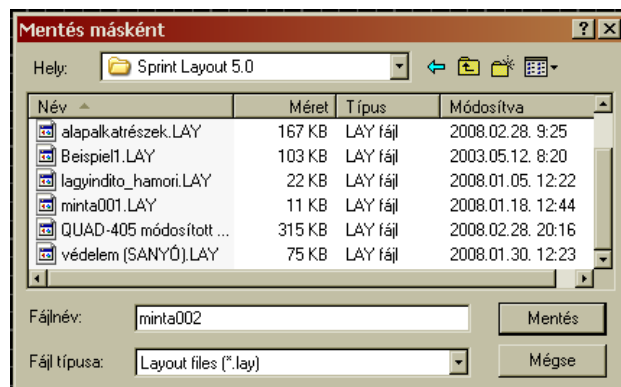 Mentés másként
Hely: Sprint Layout 5.0
Név Méret Típus Módosítva
alapalkatrészek.LAY 167 KB LAY fájl 2008.02.28. 9:25
Beispiel1.LAY 103 KB LAY fájl 2003.05.12. 8:20
lagyindito_hamori.LAY 22 KB LAY fájl 2008.01.05. 12:22
minta001.LAY 11 KB LAY fájl 2008.01.18. 12:44
QUAD-405 módosított ... 315 KB LAY fájl 2008.02.28. 20:16
védelem (SANYÓ).LAY 75 KB LAY fájl 2008.01.30. 12:23
Fájlnév: minta002 Mentés
Fájl típusa: Layout files (*.lay) Mégse